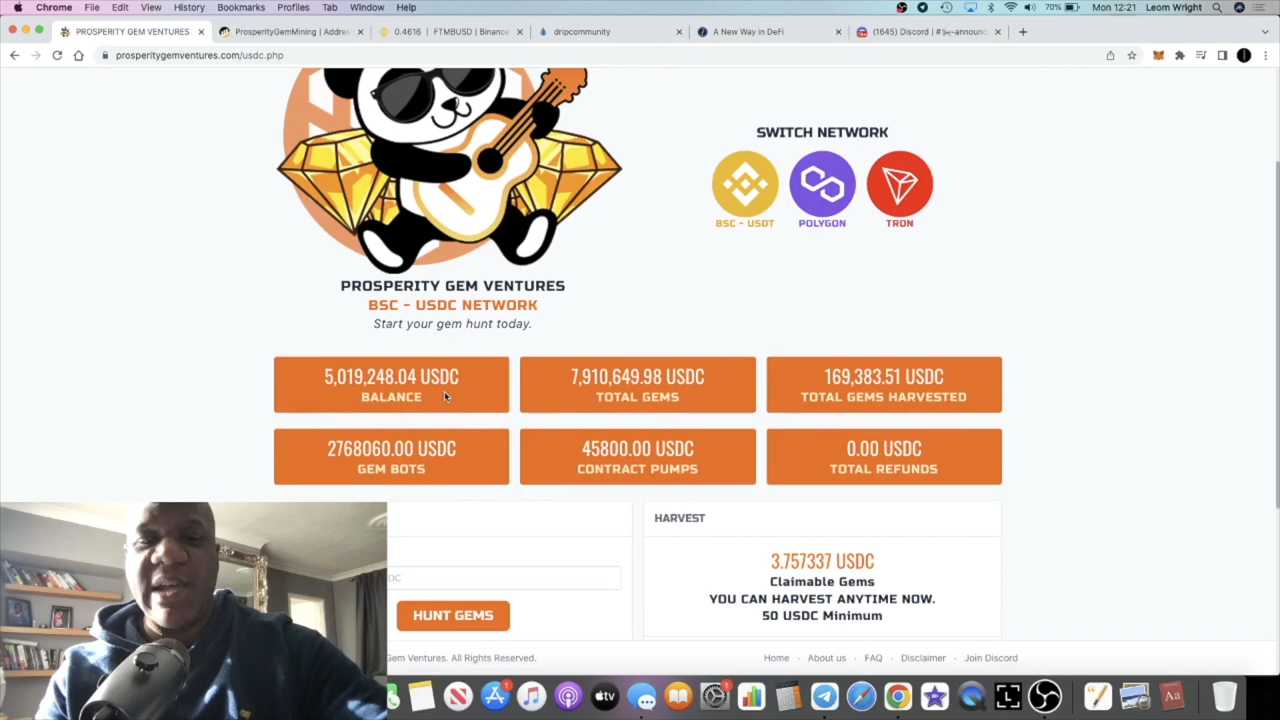 Chrome File Edit View History Bookmarks Profiles Tab Window Help 70% Mon 12:21 Leom Wright
PROSPERITY GEM VENTURES ProsperityGemMining | Addres 0.4616 | FTMBUSD | Binance dripcommunity A New Way in DeFi (1645) Discord | #
prosperitygemventures.com/usdc.php
SWITCH NETWORK
BSC - USDT POLYGON TRON
PROSPERITY GEM VENTURES
BSC - USDC NETWORK
Start your gem hunt today.
5,019,248.04 USDC 7,910,649.98 USDC 169,383.51 USDC
BALANCE TOTAL GEMS TOTAL GEMS HARVESTED
2768060.00 USDC 45800.00 USDC 0.00 USDC
GEM BOTS CONTRACT PUMPS TOTAL REFUNDS
HARVEST
3.757337 USDC
DC
Claimable Gems
YOU CAN HARVEST ANYTIME NOW.
HUNT GEMS
50 USDC Minimum
Gem Ventures. All Rights Reserved. Home · About us · FAQ · Disclaimer · Join Discord
tv
Aa